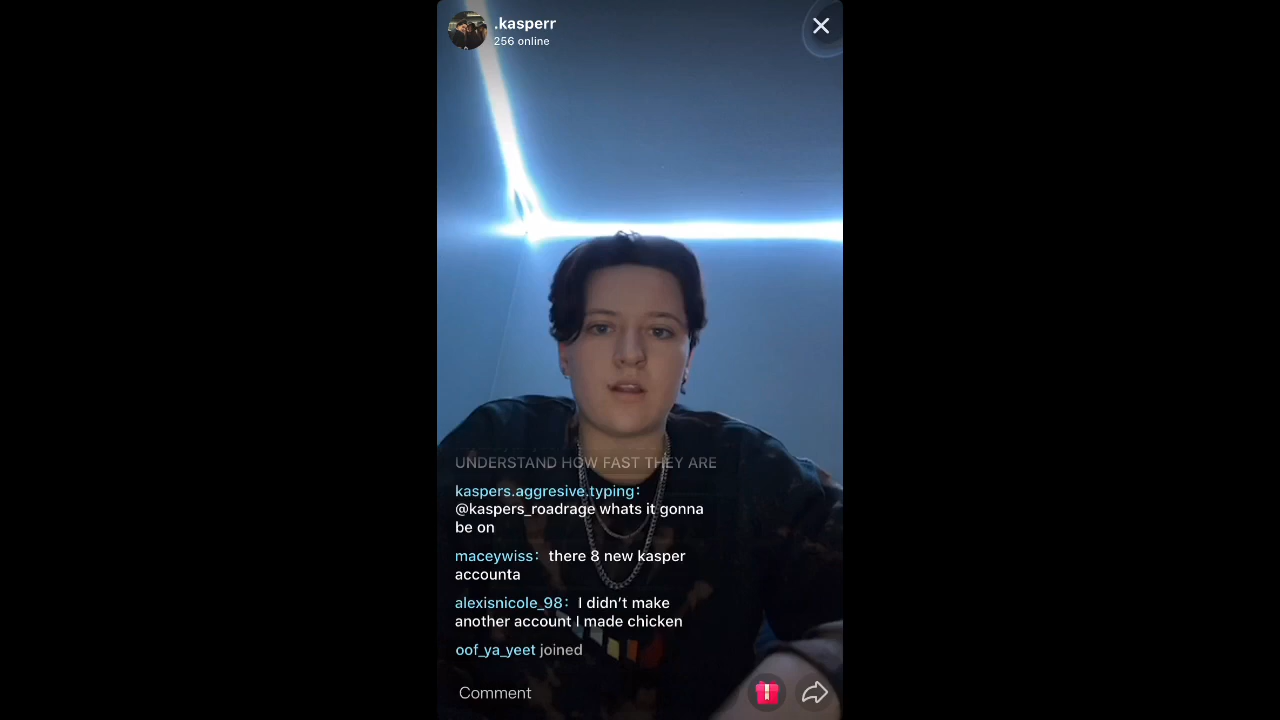 .kasperr
256 online
UNDERSTAND HOW FAST THEY ARE
kaspers.aggresive.typing:
@kaspers_roadrage whats it gonna
be on
maceywiss: there 8 new kasper
accounta
alexisnicole_98: I didn’t make
another account I made chicken
oof_ya_yeet joined
Comment